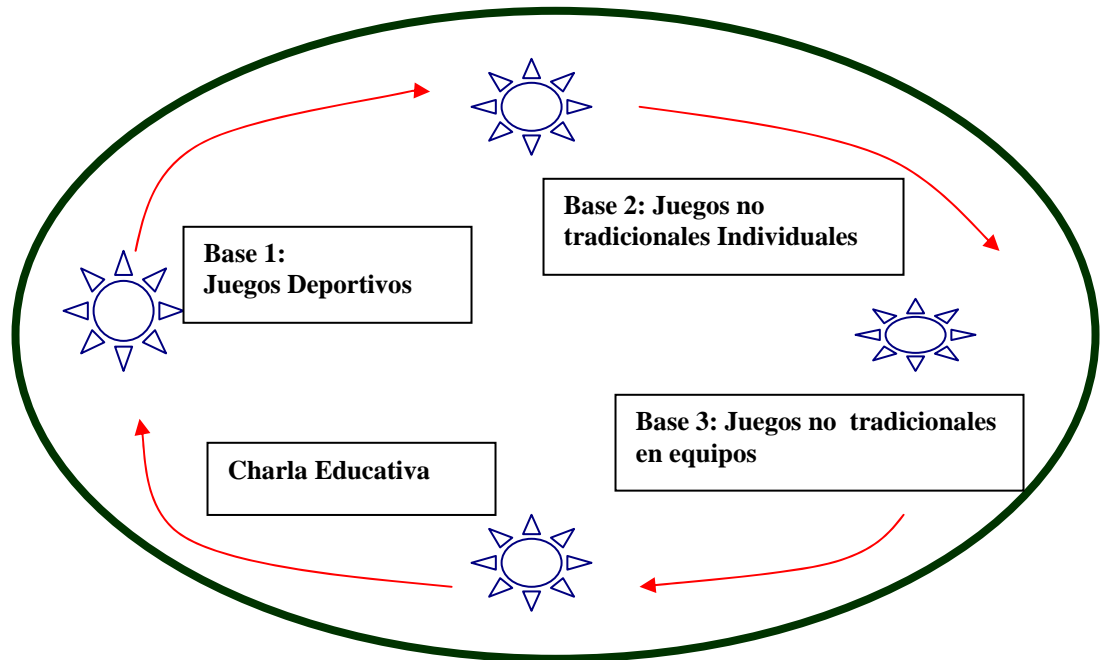 Base 1:
Juegos Deportivos
Base 2: Juegos no
tradicionales Individuales
Base 3: Juegos no  tradicionales
en equipos
Charla Educativa